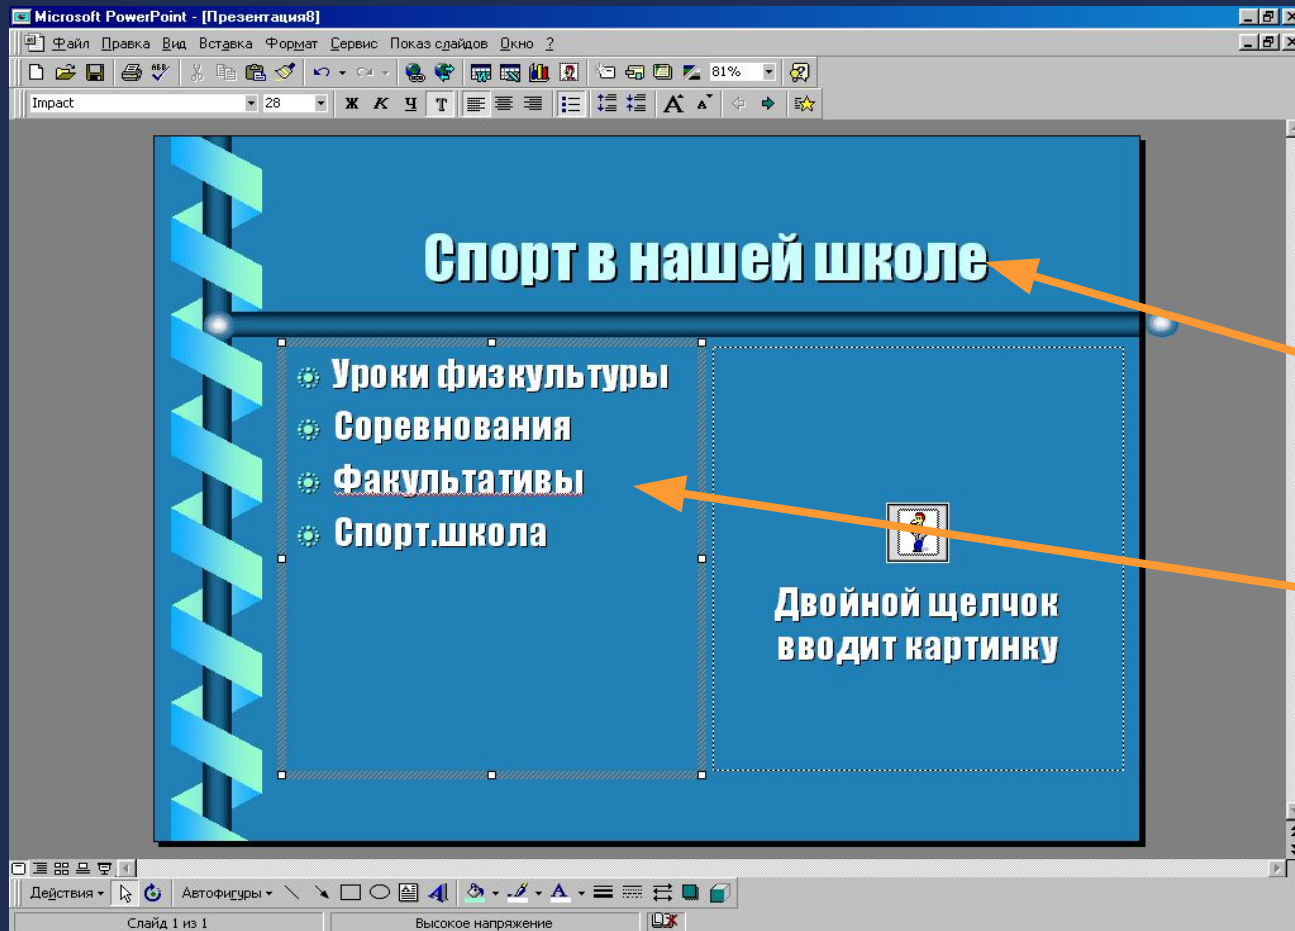 Microsoft PowerPoint - [Презентация8]
Файл Правка Вид Вставка Формат Сервис Показ слайдов Окно ?
81%
Impact 28 Ж К Ч Т
Спорт в нашей школе
Уроки физкультуры
Соревнования
Факультативы
Спорт.школа
Двойной щелчок
вводит картинку
Действия Автофигуры
Слайд 1 из 1 Высокое напряжение